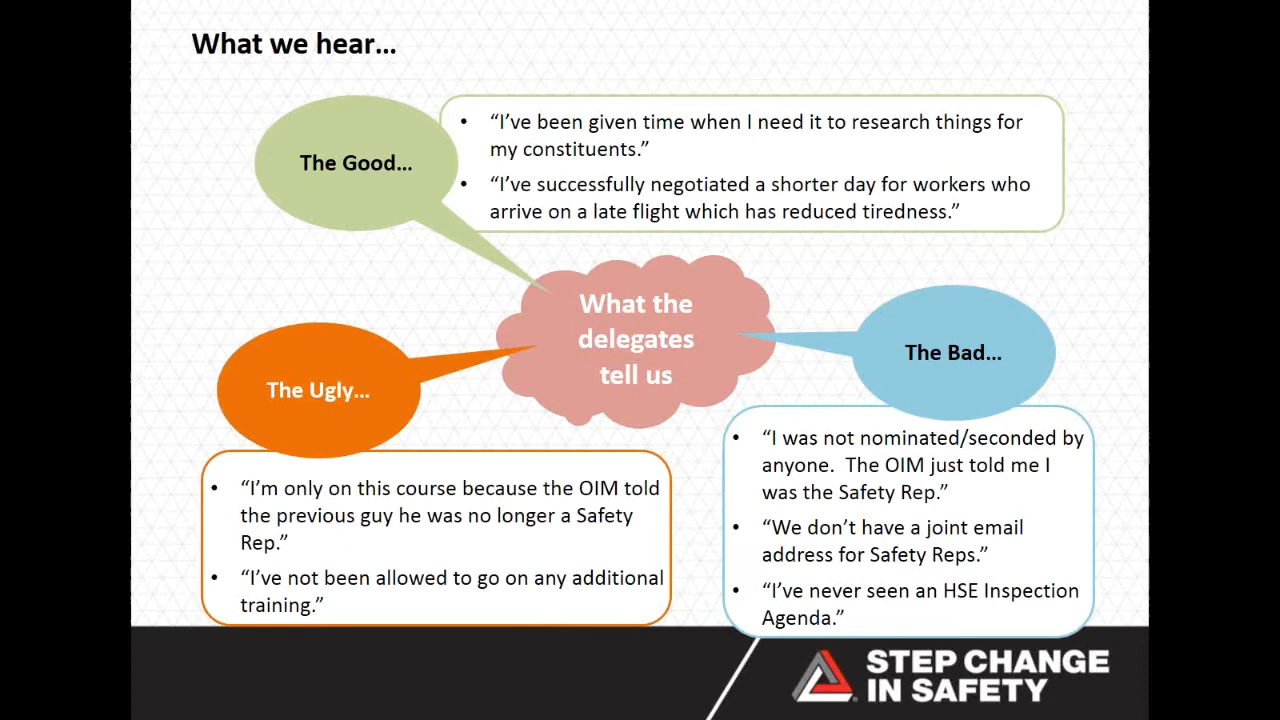 What we hear...
The Good...
• “I’ve been given time when I need it to research things for
my constituents.”
• “I’ve successfully negotiated a shorter day for workers who
arrive on a late flight which has reduced tiredness.”
What the
delegates
tell us
The Bad...
• “I was not nominated/seconded by
anyone.  The OIM just told me I
was the Safety Rep.”
• “We don’t have a joint email
address for Safety Reps.”
• “I’ve never seen an HSE Inspection
Agenda.”
The Ugly...
• “I’m only on this course because the OIM told
the previous guy he was no longer a Safety
Rep.”
• “I’ve not been allowed to go on any additional
training.”
STEP CHANGE
IN SAFETY